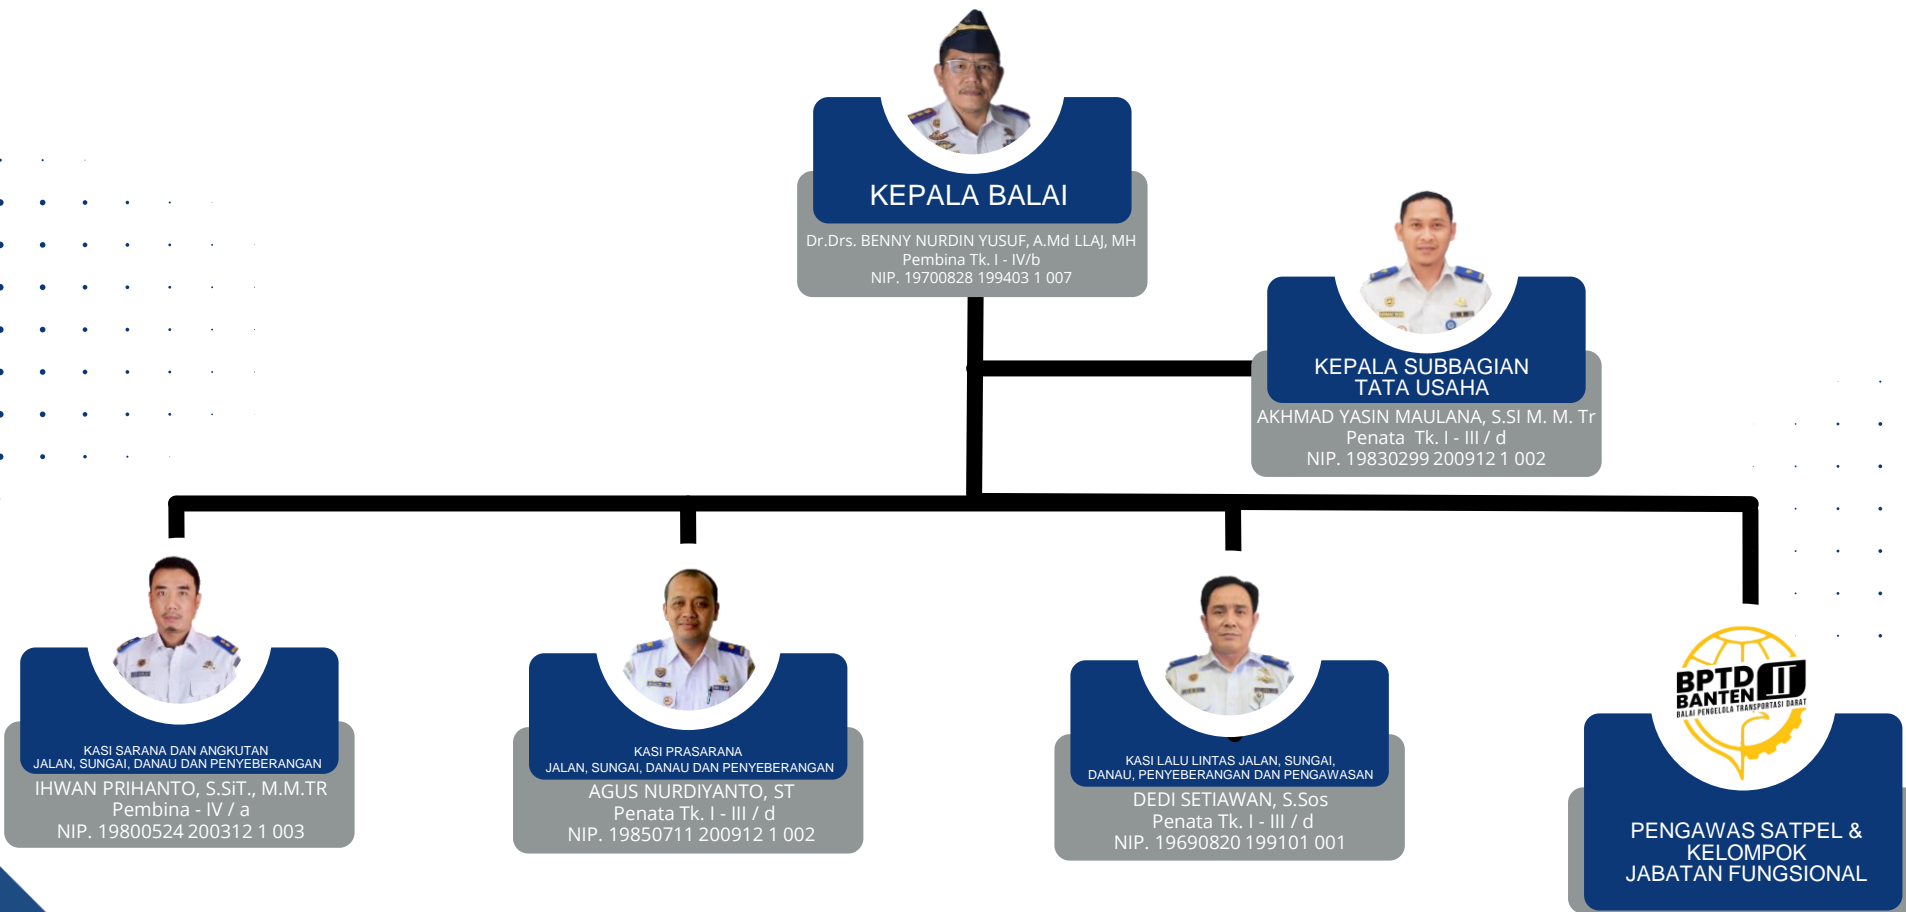 KEPALA BALAI
Dr.Drs. BENNY NURDIN YUSUF, A.Md LLAJ, MH
Pembina Tk. I - IV/b
NIP. 19700828 199403 1 007
KEPALA SUBBAGIAN
TATA USAHA
AKHMAD YASIN MAULANA, S.SI M. M. Tr
Penata Tk. I - III / d
NIP. 19830299 200912 1 002
KASI SARANA DAN ANGKUTAN
JALAN, SUNGAI, DANAU DAN PENYEBERANGAN
IHWAN PRIHANTO, S.SiT., M.M.TR
Pembina - IV / a
NIP. 19800524 200312 1 003
KASI PRASARANA
JALAN, SUNGAI, DANAU DAN PENYEBERANGAN
AGUS NURDIYANTO, ST
Penata Tk. I - III / d
NIP. 19850711 200912 1 002
KASI LALU LINTAS JALAN, SUNGAI,
DANAU, PENYEBERANGAN DAN PENGAWASAN
DEDI SETIAWAN, S.Sos
Penata Tk. I - III / d
NIP. 19690820 199101 001
BPTD II
BANTEN
BALAI PENGELOLA TRANSPORTASI DARAT
PENGAWAS SATPEL &
KELOMPOK
JABATAN FUNGSIONAL